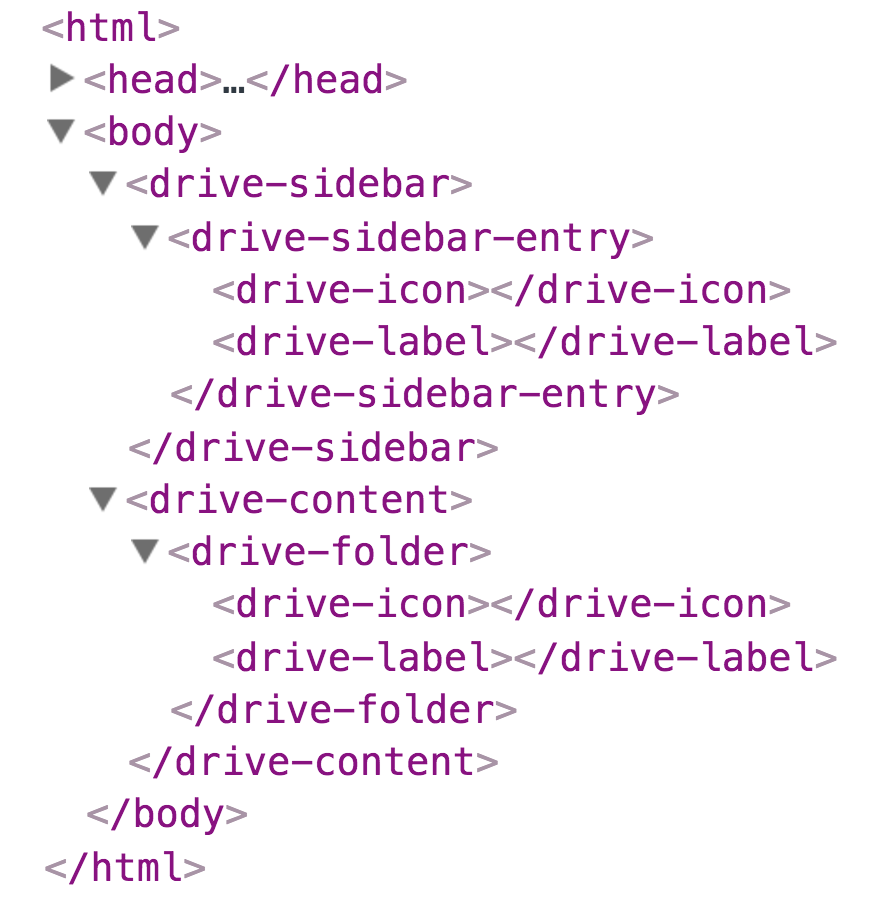 <html>
<head>…</head>
<body>
<drive-sidebar>
<drive-sidebar-entry>
<drive-icon></drive-icon>
<drive-label></drive-label>
</drive-sidebar-entry>
</drive-sidebar>
<drive-content>
<drive-folder>
<drive-icon></drive-icon>
<drive-label></drive-label>
</drive-folder>
</drive-content>
</body>
</html>